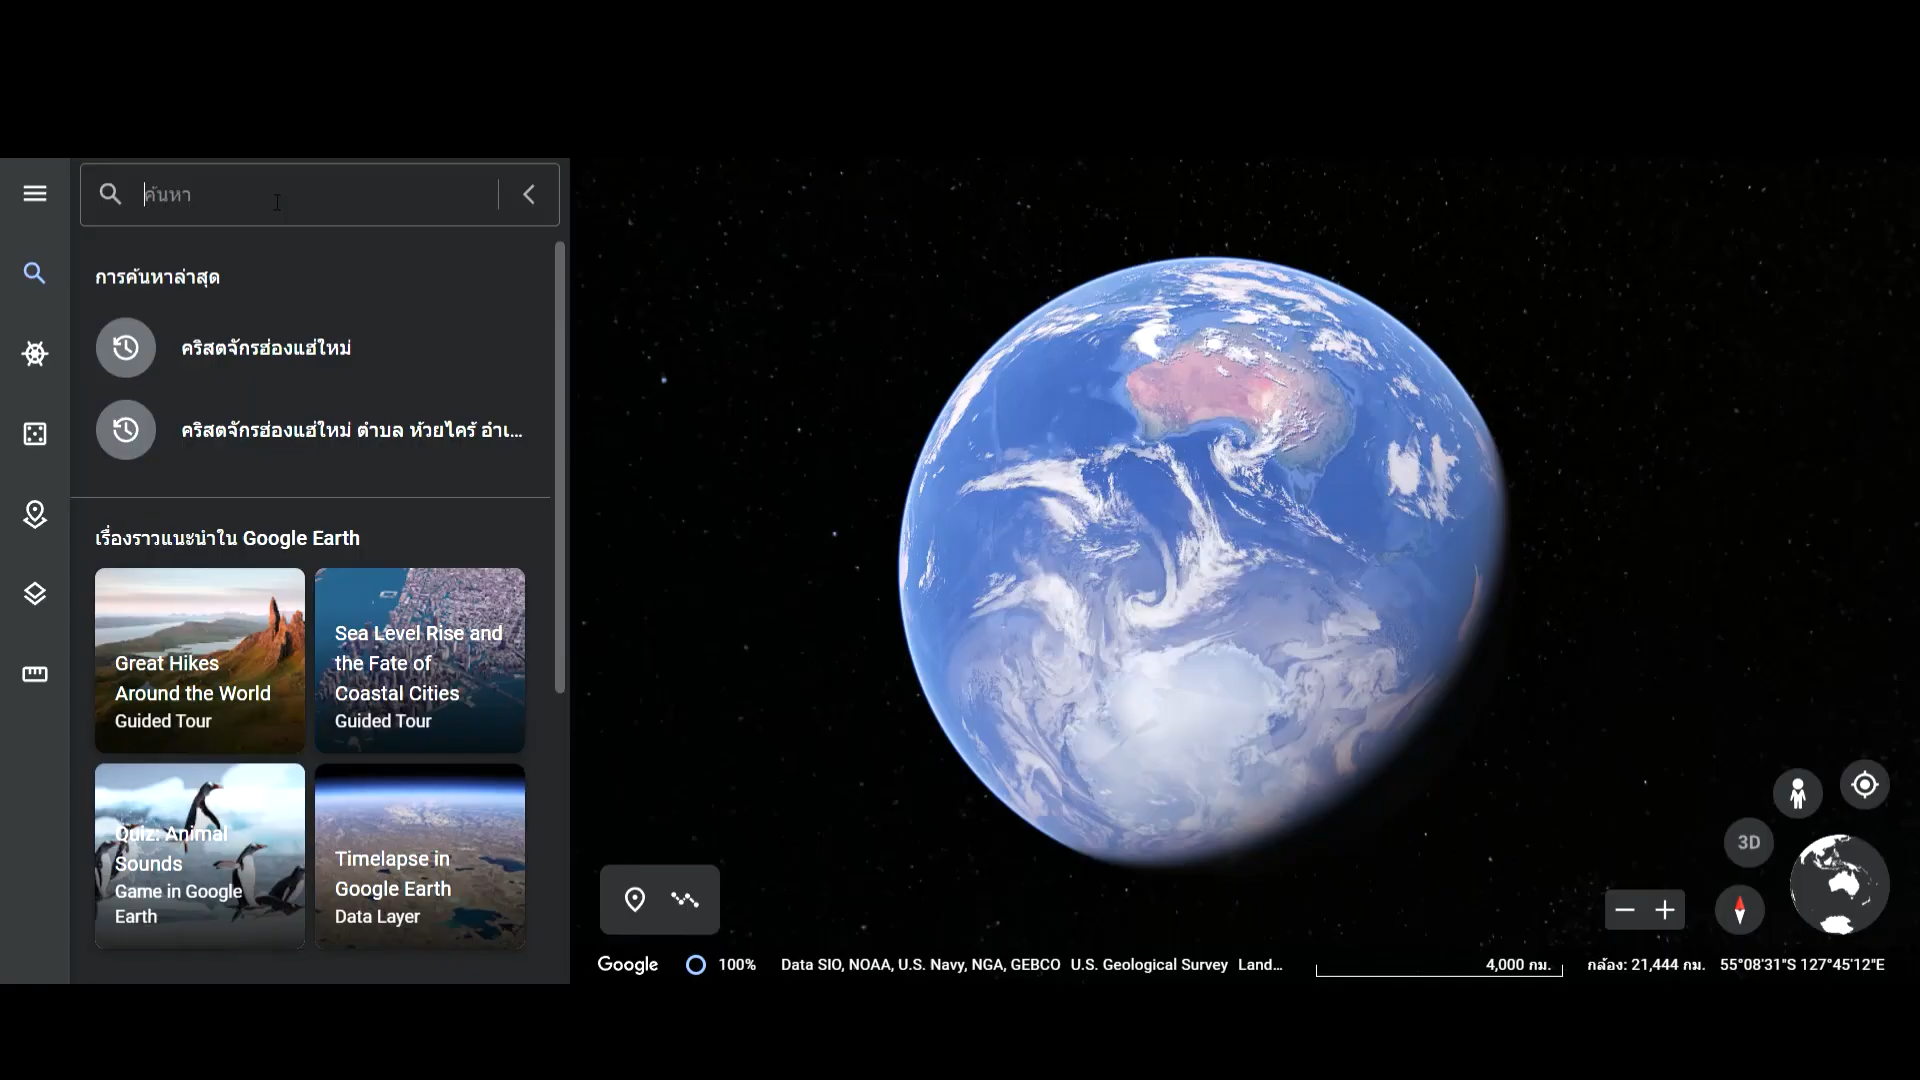 ค้นหา
การค้นหาล่าสุด
คริสตจักรฮ่องแฮ่ใหม่
คริสตจักรฮ่องแฮ่ใหม่ ตำบล ห้วยไคร้ อำเ...
เรื่องราวแนะนำใน Google Earth
Great Hikes
Around the World
Guided Tour
Sea Level Rise and
the Fate of
Coastal Cities
Guided Tour
Quiz: Animal
Sounds
Game in Google
Earth
Timelapse in
Google Earth
Data Layer
3D
Google 100% Data SIO, NOAA, U.S. Navy, NGA, GEBCO U.S. Geological Survey Land... 4,000 กม. กล้อง: 21,444 กม. 55°08'31"S 127°45'12"E